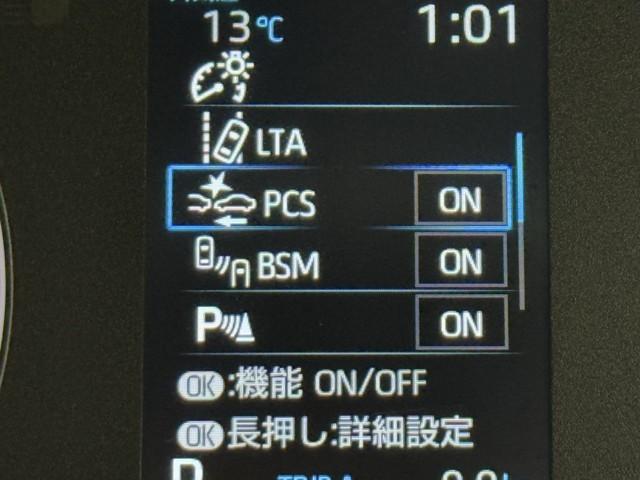 13℃ 1:01
LTA
PCS ON
BSM ON
P ON
OK:機能 ON/OFF
OK長押し:詳細設定